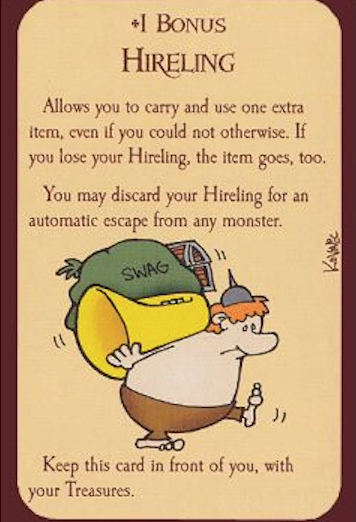 +1 BONUS
HIRELING
Allows you to carry and use one extra
item, even if you could not otherwise. If
you lose your Hireling, the item goes, too.
You may discard your Hireling for an
automatic escape from any monster.
SWAG
Kovalic
Keep this card in front of you, with
your Treasures.